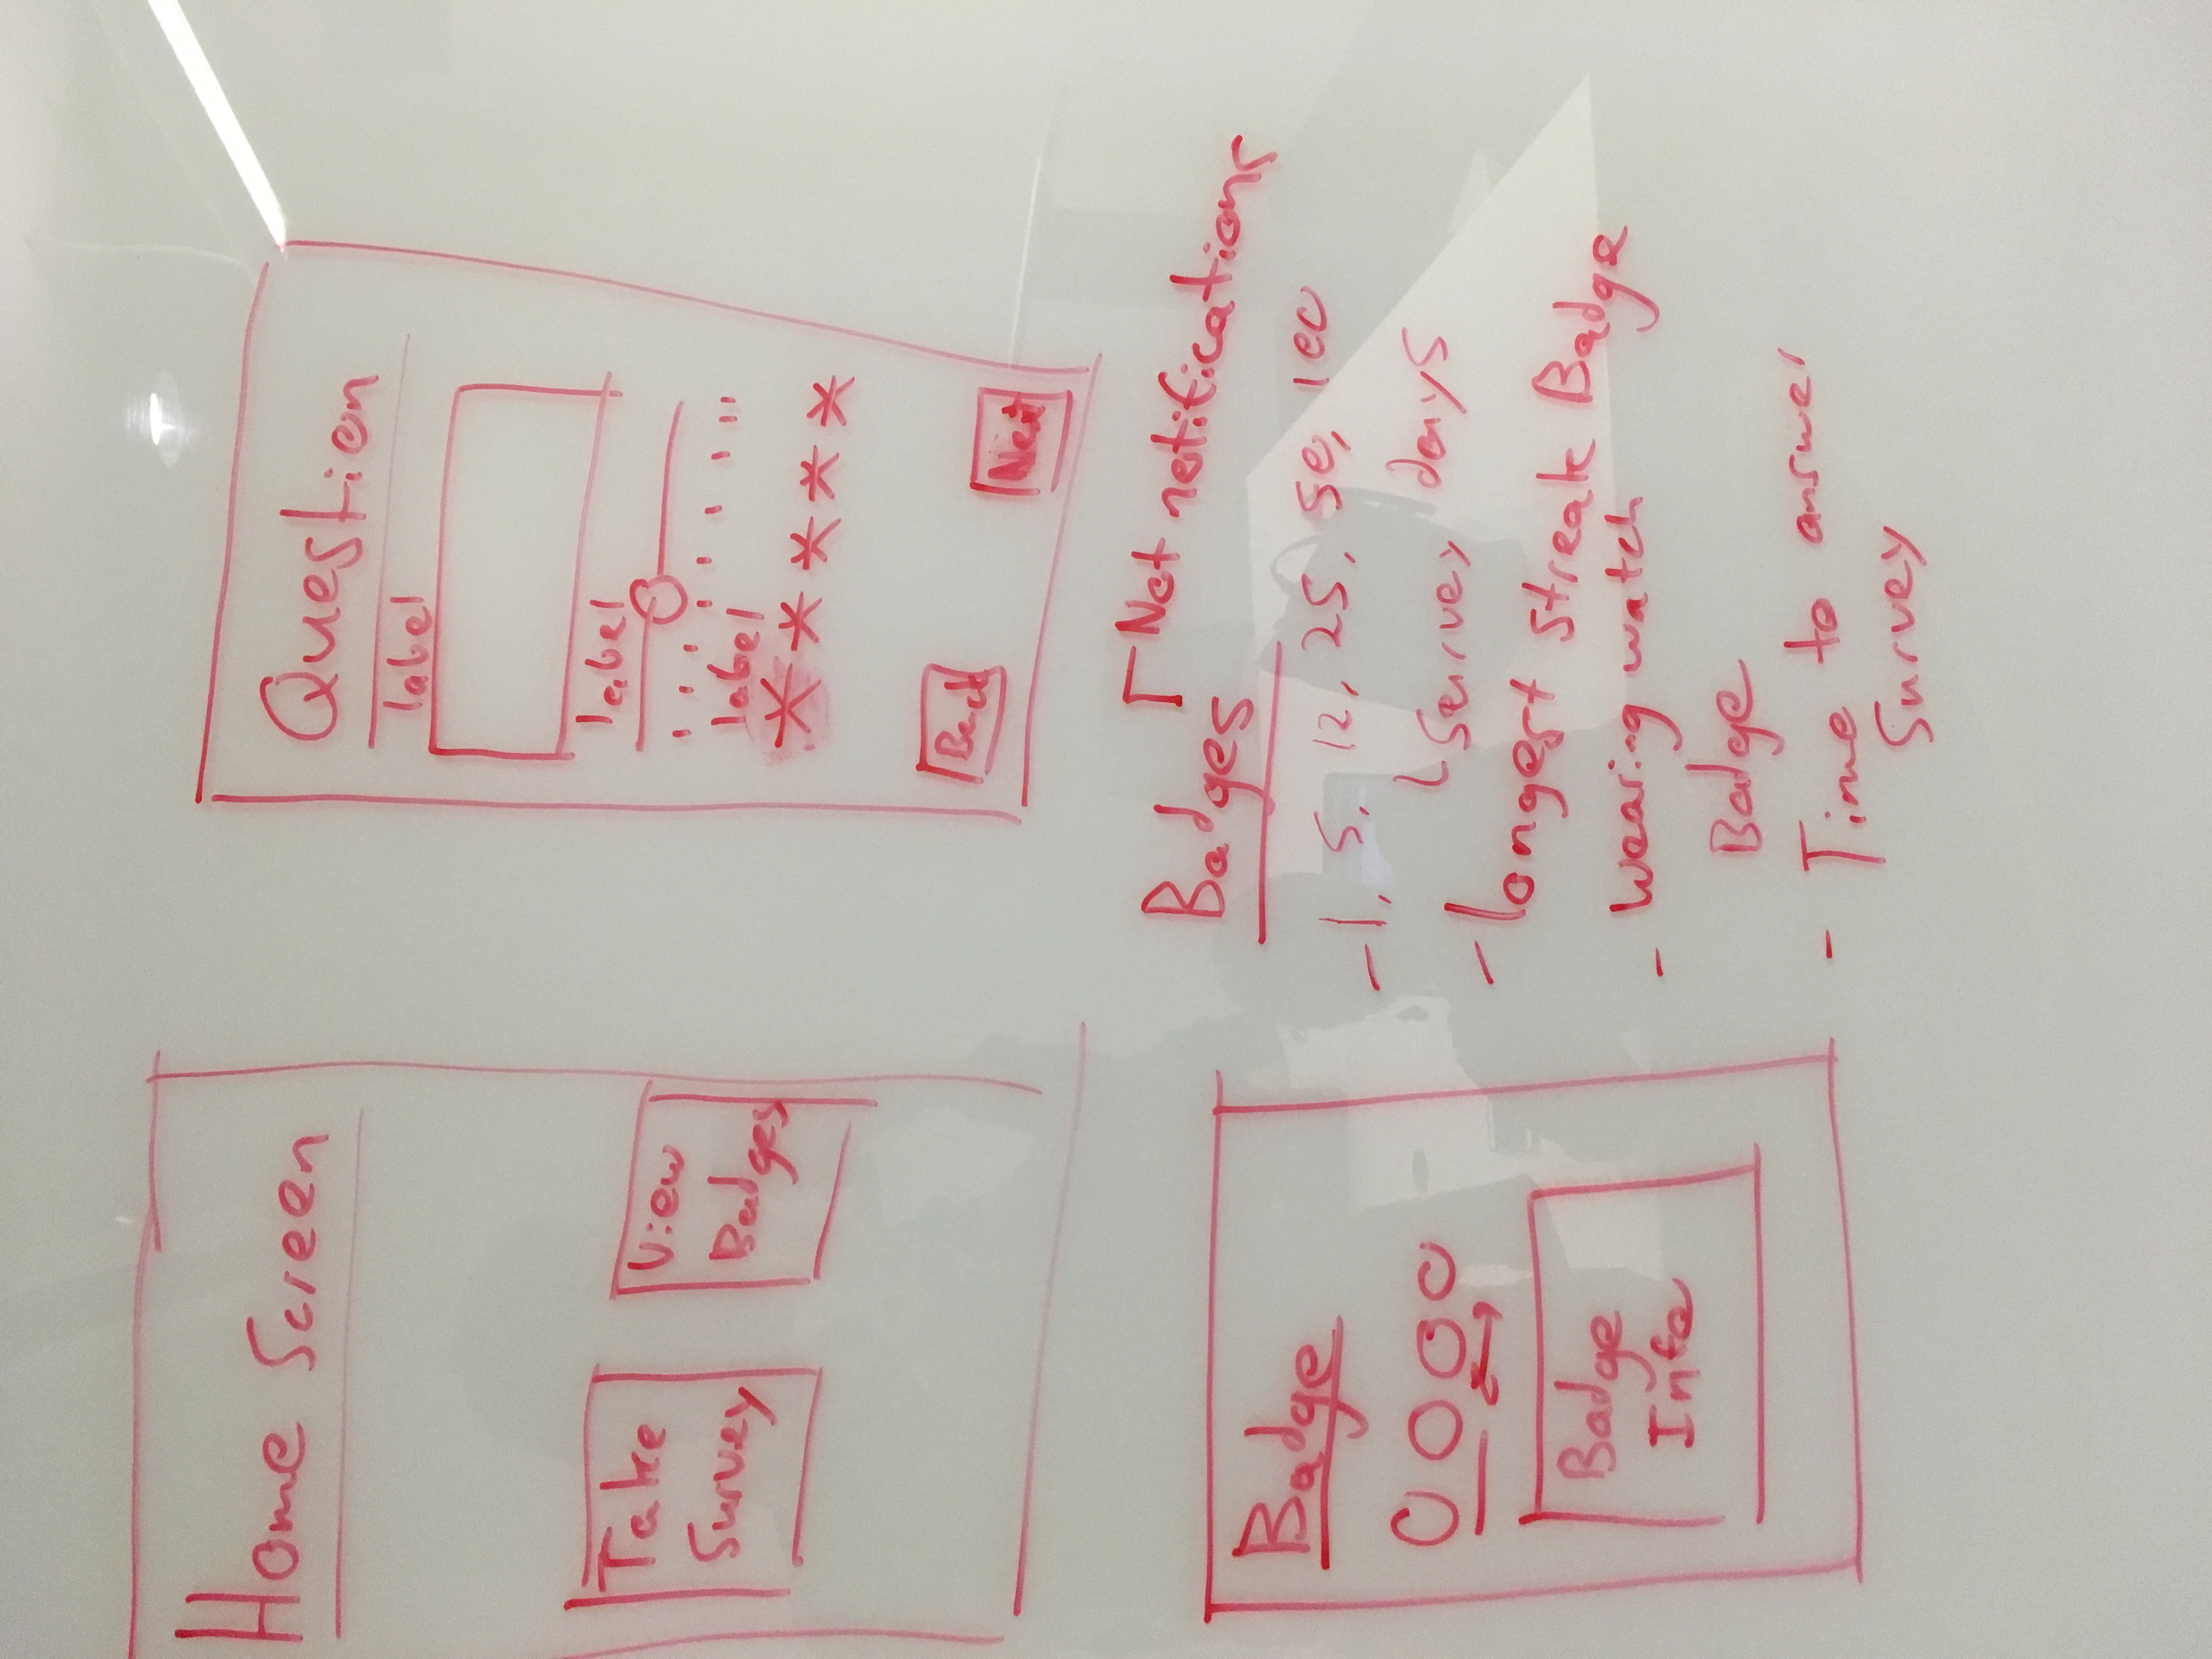 Home Screen
Take
Survey
View
Badges
Question
label
label
label
Back
Next
Badge
Badge
Info
Badges
Not notifications
- 1, 5, 12, 25, 50, 100
Survey days
- longest streak Badge
- wearing watch
Badge
- Time to answer
Survey